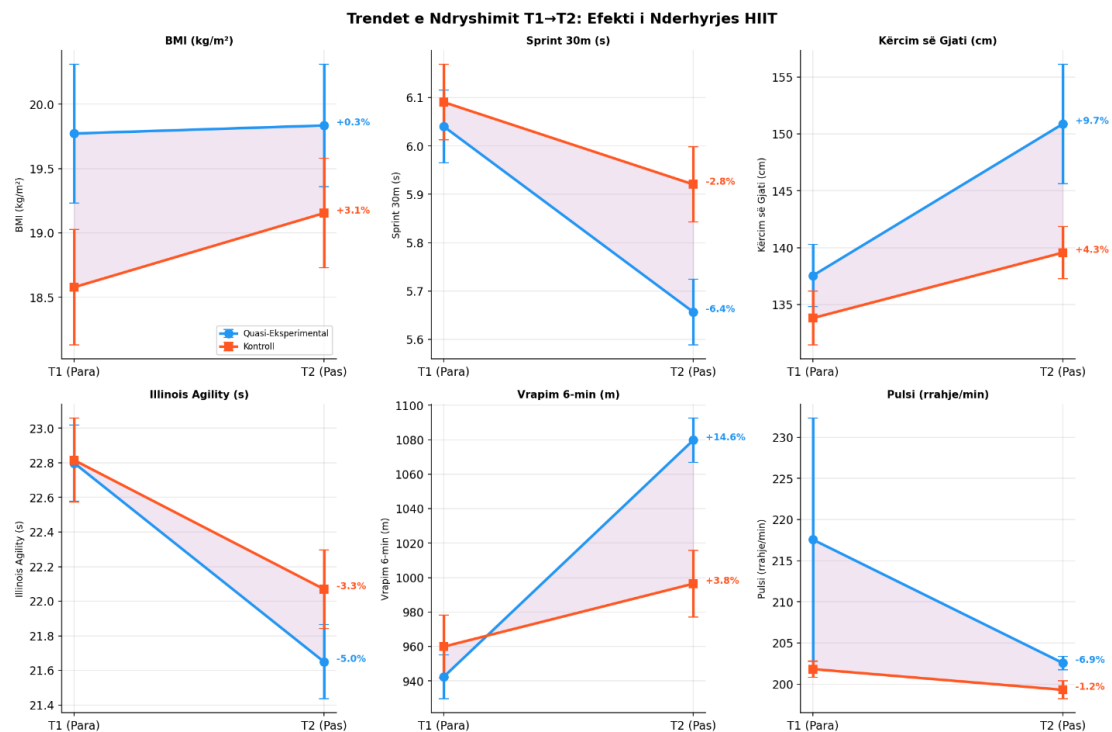 Trendet e Ndryshimit T1→T2: Efekti i Nderhyrjes HIIT
BMI (kg/m²)
20.0
19.5
19.0
18.5
BMI (kg/m²)
+0.3%
+3.1%
Quasi-Eksperimental
Kontroll
T1 (Para)
T2 (Pas)
Sprint 30m (s)
6.1
6.0
5.9
5.8
5.7
5.6
Sprint 30m (s)
-2.8%
-6.4%
T1 (Para)
T2 (Pas)
Kërcim së Gjati (cm)
155
150
145
140
135
Kërcim së Gjati (cm)
+9.7%
+4.3%
T1 (Para)
T2 (Pas)
Illinois Agility (s)
23.0
22.8
22.6
22.4
22.2
22.0
21.8
21.6
21.4
Illinois Agility (s)
-3.3%
-5.0%
T1 (Para)
T2 (Pas)
Vrapim 6-min (m)
1100
1080
1060
1040
1020
1000
980
960
940
Vrapim 6-min (m)
+14.6%
+3.8%
T1 (Para)
T2 (Pas)
Pulsi (rrahje/min)
230
225
220
215
210
205
200
Pulsi (rrahje/min)
-6.9%
-1.2%
T1 (Para)
T2 (Pas)